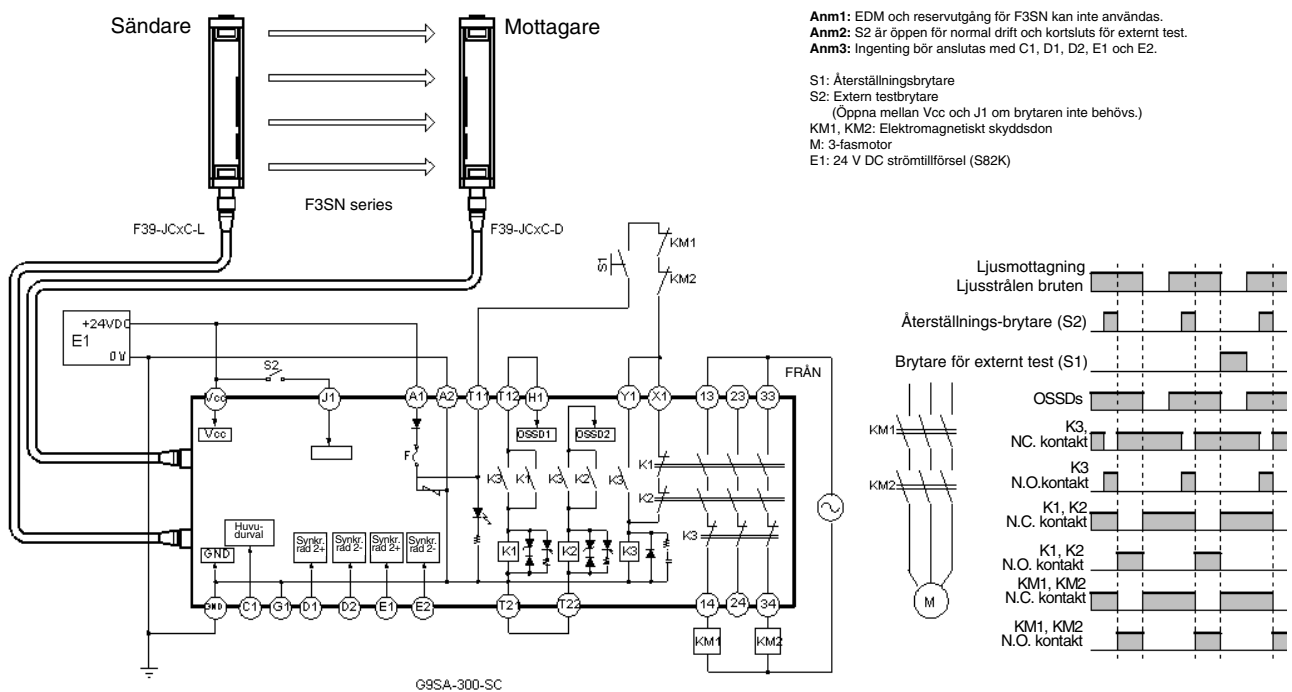 Sändare
Mottagare
Anm1: EDM och reservutgång för F3SN kan inte användas.
Anm2: S2 är öppen för normal drift och kortsluts för externt test.
Anm3: Ingenting bör anslutas med C1, D1, D2, E1 och E2.
S1: Återställningsbrytare
S2: Extern testbrytare
(Öppna mellan Vcc och J1 om brytaren inte behövs.)
KM1, KM2: Elektromagnetiskt skyddsdon
M: 3-fasmotor
E1: 24 V DC strömtillförsel (S82K)
F3SN series
F39-JCxC-L
F39-JCxC-D
S1
KM1
KM2
+24VDC
E1
0V
S2
FRÅN
Vcc
J1
A1
A2
T11
T12
H1
Y1
X1
13
23
33
Vcc
F
OSSD1
OSSD2
K3
K1
K3
K2
K3
K1
K2
K3
Huvu-
durval
GND
Synkr.
rad 2+
Synkr.
rad 2-
Synkr.
rad 2+
Synkr.
rad 2-
K1
K2
K3
GND
C1
G1
D1
D2
E1
E2
T21
T22
14
24
34
KM1
KM2
G9SA-300-SC
KM1
KM2
M
Ljusmottagning
Ljusstrålen bruten
Återställnings-brytare (S2)
Brytare för externt test (S1)
OSSDs
K3,
NC. kontakt
K3
N.O.kontakt
K1, K2
N.C. kontakt
K1, K2
N.O. kontakt
KM1, KM2
N.C. kontakt
KM1, KM2
N.O. kontakt